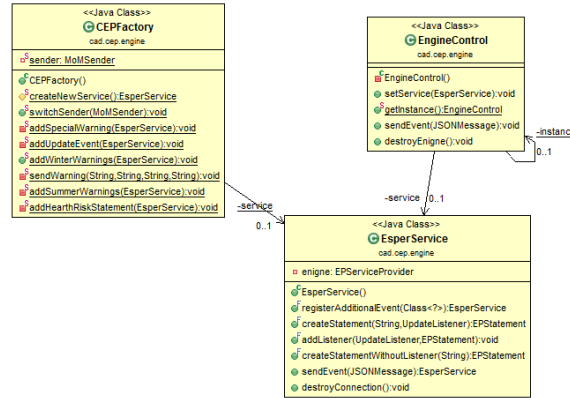 <<Java Class>>
CEPFactory
cad.cep.engine
sender: MoMSender
CEPFactory()
createNewService():EsperService
switchSender(MoMSender):void
addSpecialWarning(EsperService):void
addUpdateEvent(EsperService):void
addWinterWarnings(EsperService):void
sendWarning(String,String,String,String):void
addSummerWarnings(EsperService):void
addHearthRiskStatement(EsperService):void
<<Java Class>>
EngineControl
cad.cep.engine
EngineControl()
setService(EsperService):void
getInstance():EngineControl
sendEvent(JSONMessage):void
destroyEnigne():void
-instanc
0..1
-service
0..1
-service
0..1
<<Java Class>>
EsperService
cad.cep.engine
enigne: EPServiceProvider
EsperService()
registerAdditionalEvent(Class<?>):EsperService
createStatement(String,UpdateListener):EPStatement
addListener(UpdateListener,EPStatement):void
createStatementWithoutListener(String):EPStatement
sendEvent(JSONMessage):EsperService
destroyConnection():void